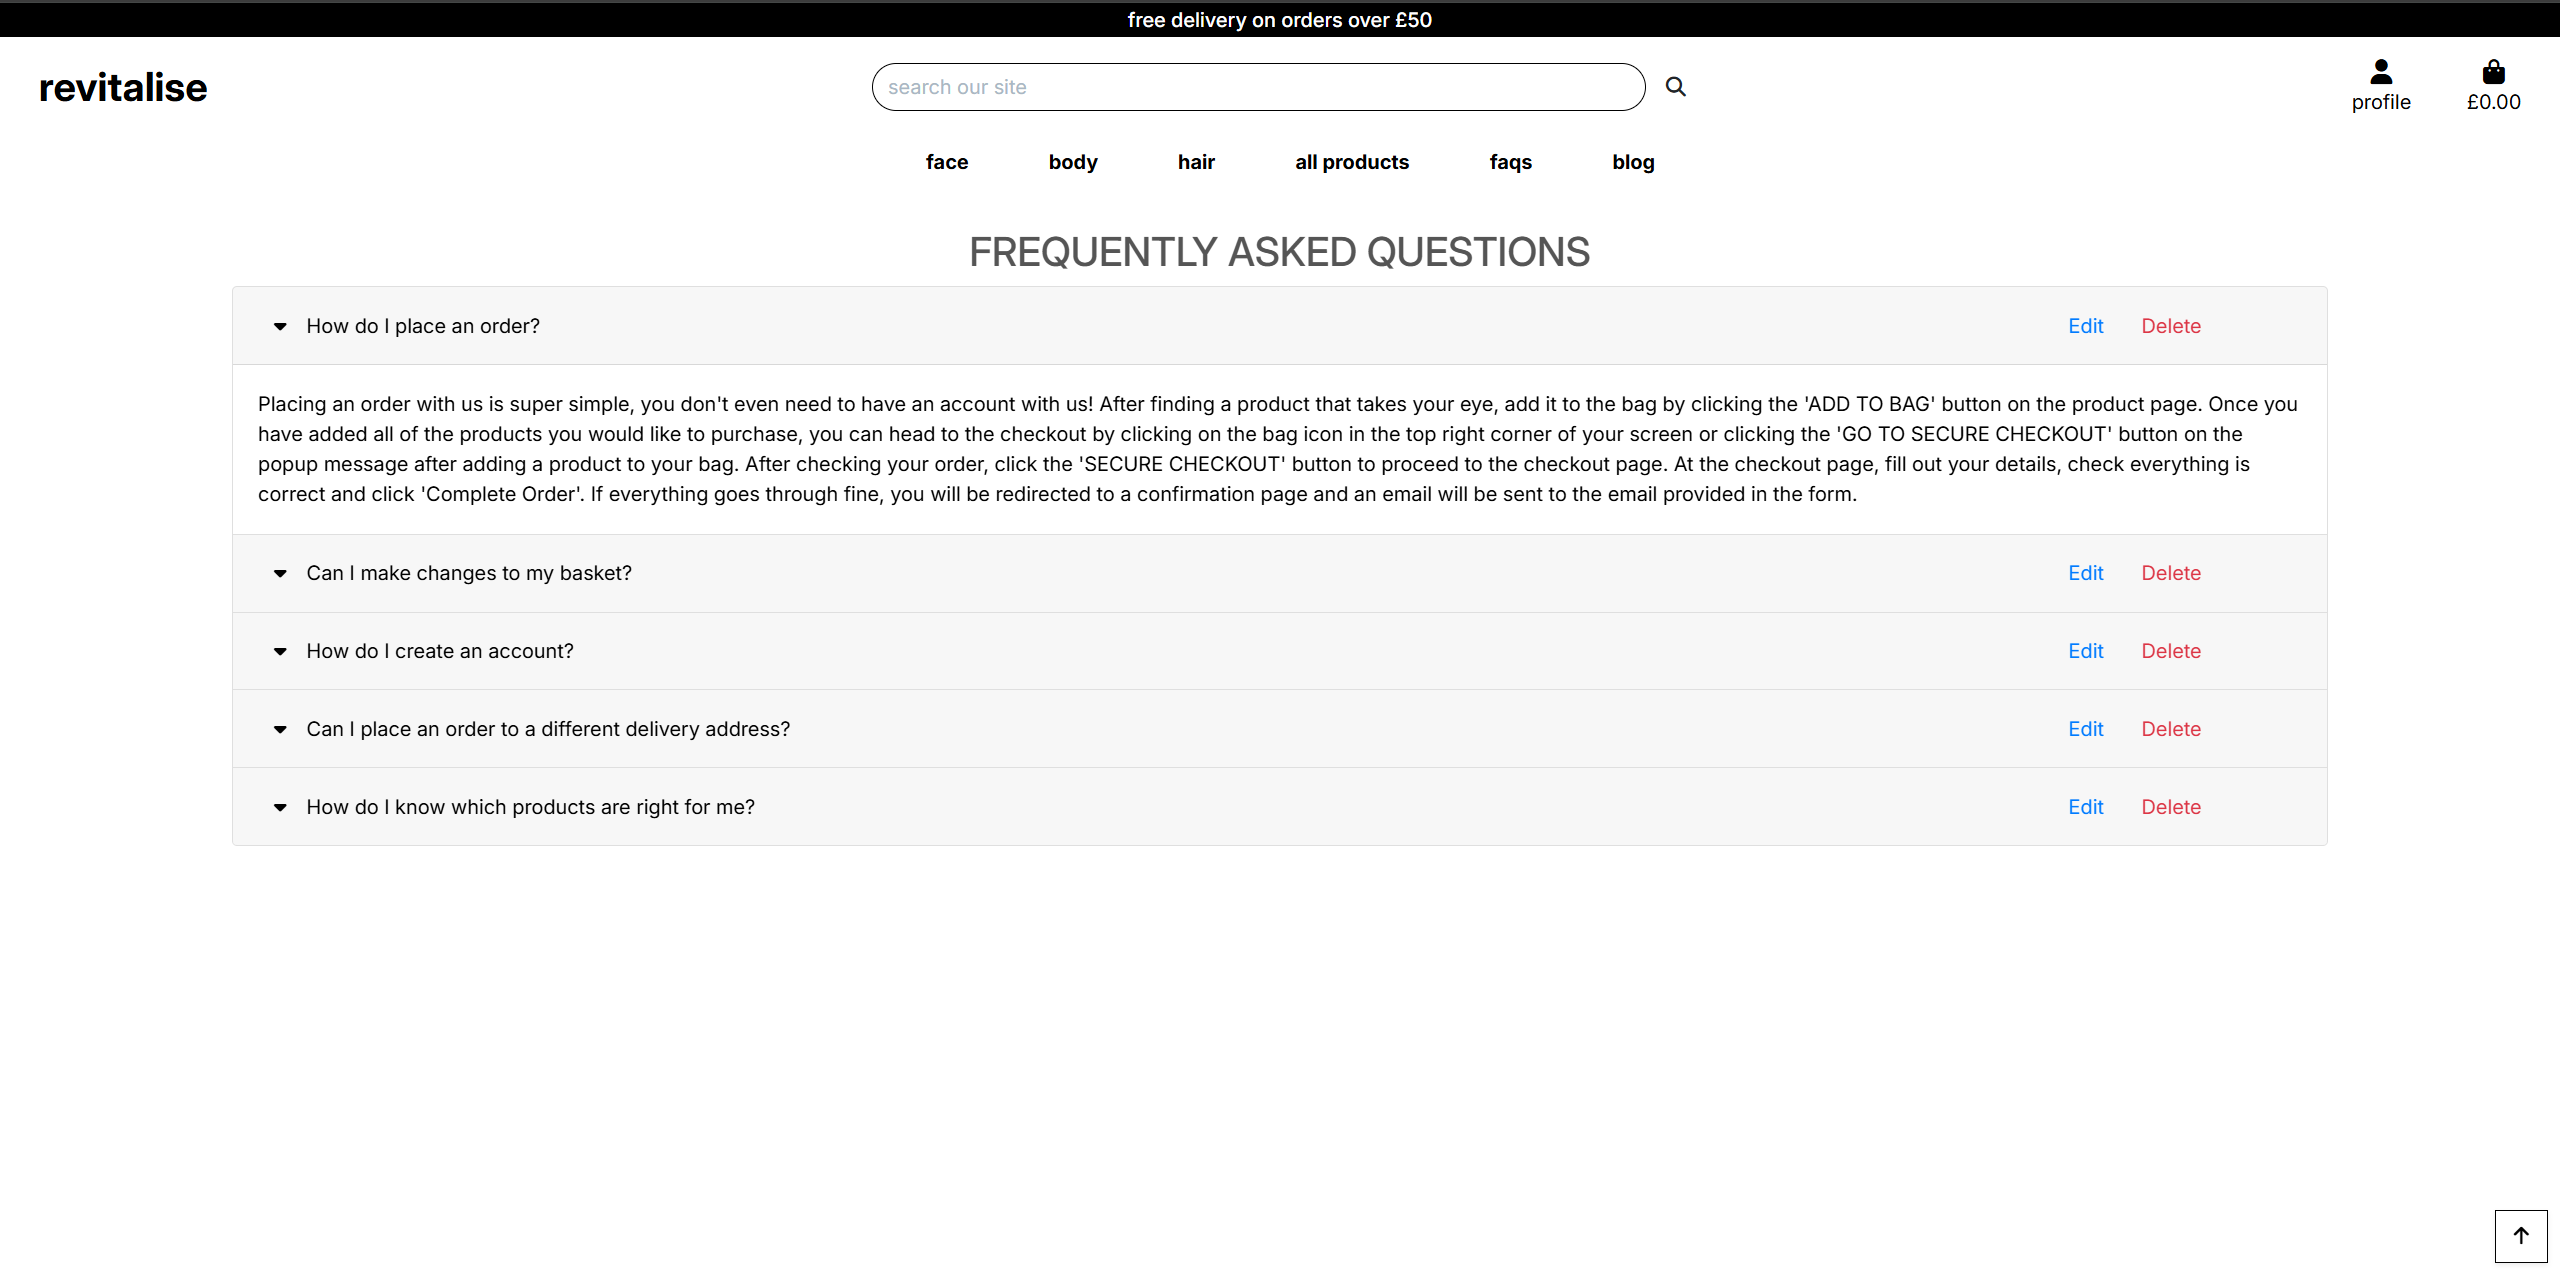 free delivery on orders over £50
revitalise
search our site
profile
£0.00
face body hair all products faqs blog
FREQUENTLY ASKED QUESTIONS
How do I place an order? Edit Delete
Placing an order with us is super simple, you don't even need to have an account with us! After finding a product that takes your eye, add it to the bag by clicking the 'ADD TO BAG' button on the product page. Once you
have added all of the products you would like to purchase, you can head to the checkout by clicking on the bag icon in the top right corner of your screen or clicking the 'GO TO SECURE CHECKOUT' button on the
popup message after adding a product to your bag. After checking your order, click the 'SECURE CHECKOUT' button to proceed to the checkout page. At the checkout page, fill out your details, check everything is
correct and click 'Complete Order'. If everything goes through fine, you will be redirected to a confirmation page and an email will be sent to the email provided in the form.
Can I make changes to my basket? Edit Delete
How do I create an account? Edit Delete
Can I place an order to a different delivery address? Edit Delete
How do I know which products are right for me? Edit Delete